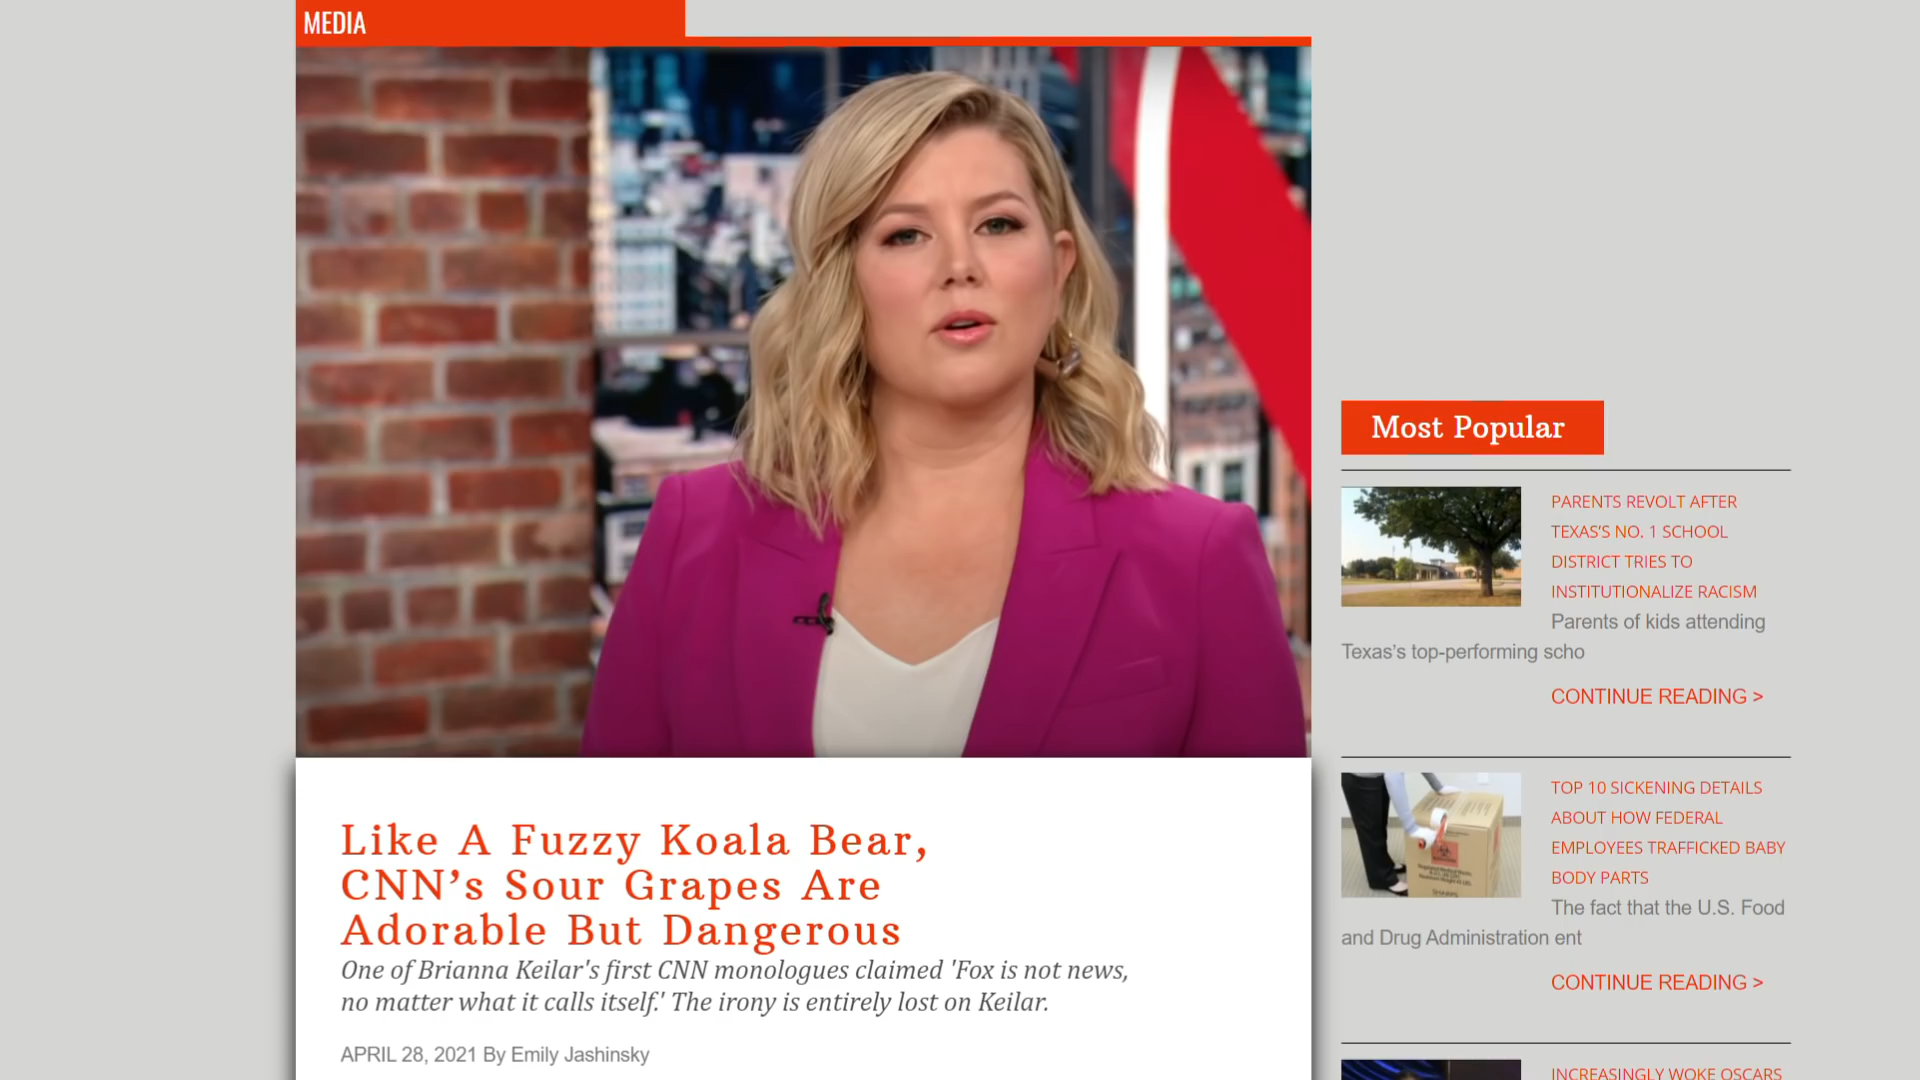 MEDIA
Like A Fuzzy Koala Bear,
CNN’s Sour Grapes Are
Adorable But Dangerous
One of Brianna Keilar's first CNN monologues claimed 'Fox is not news,
no matter what it calls itself.' The irony is entirely lost on Keilar.
APRIL 28, 2021 By Emily Jashinsky
Most Popular
PARENTS REVOLT AFTER
TEXAS’S NO. 1 SCHOOL
DISTRICT TRIES TO
INSTITUTIONALIZE RACISM
Parents of kids attending
Texas’s top-performing scho
CONTINUE READING >
TOP 10 SICKENING DETAILS
ABOUT HOW FEDERAL
EMPLOYEES TRAFFICKED BABY
BODY PARTS
The fact that the U.S. Food
and Drug Administration ent
CONTINUE READING >
INCREASINGLY WOKE OSCARS